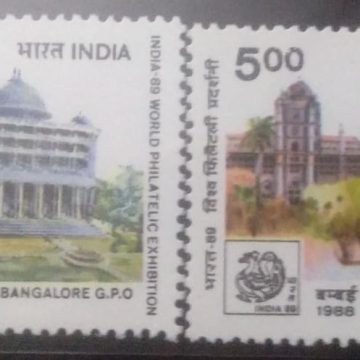 भारत INDIA
INDIA-89 WORLD PHILATELIC EXHIBITION
BANGALORE G.P.O
5 00
भारत-89 विश्व फिलैटली प्रदर्शनी
INDIA 89
बम्बई
1988